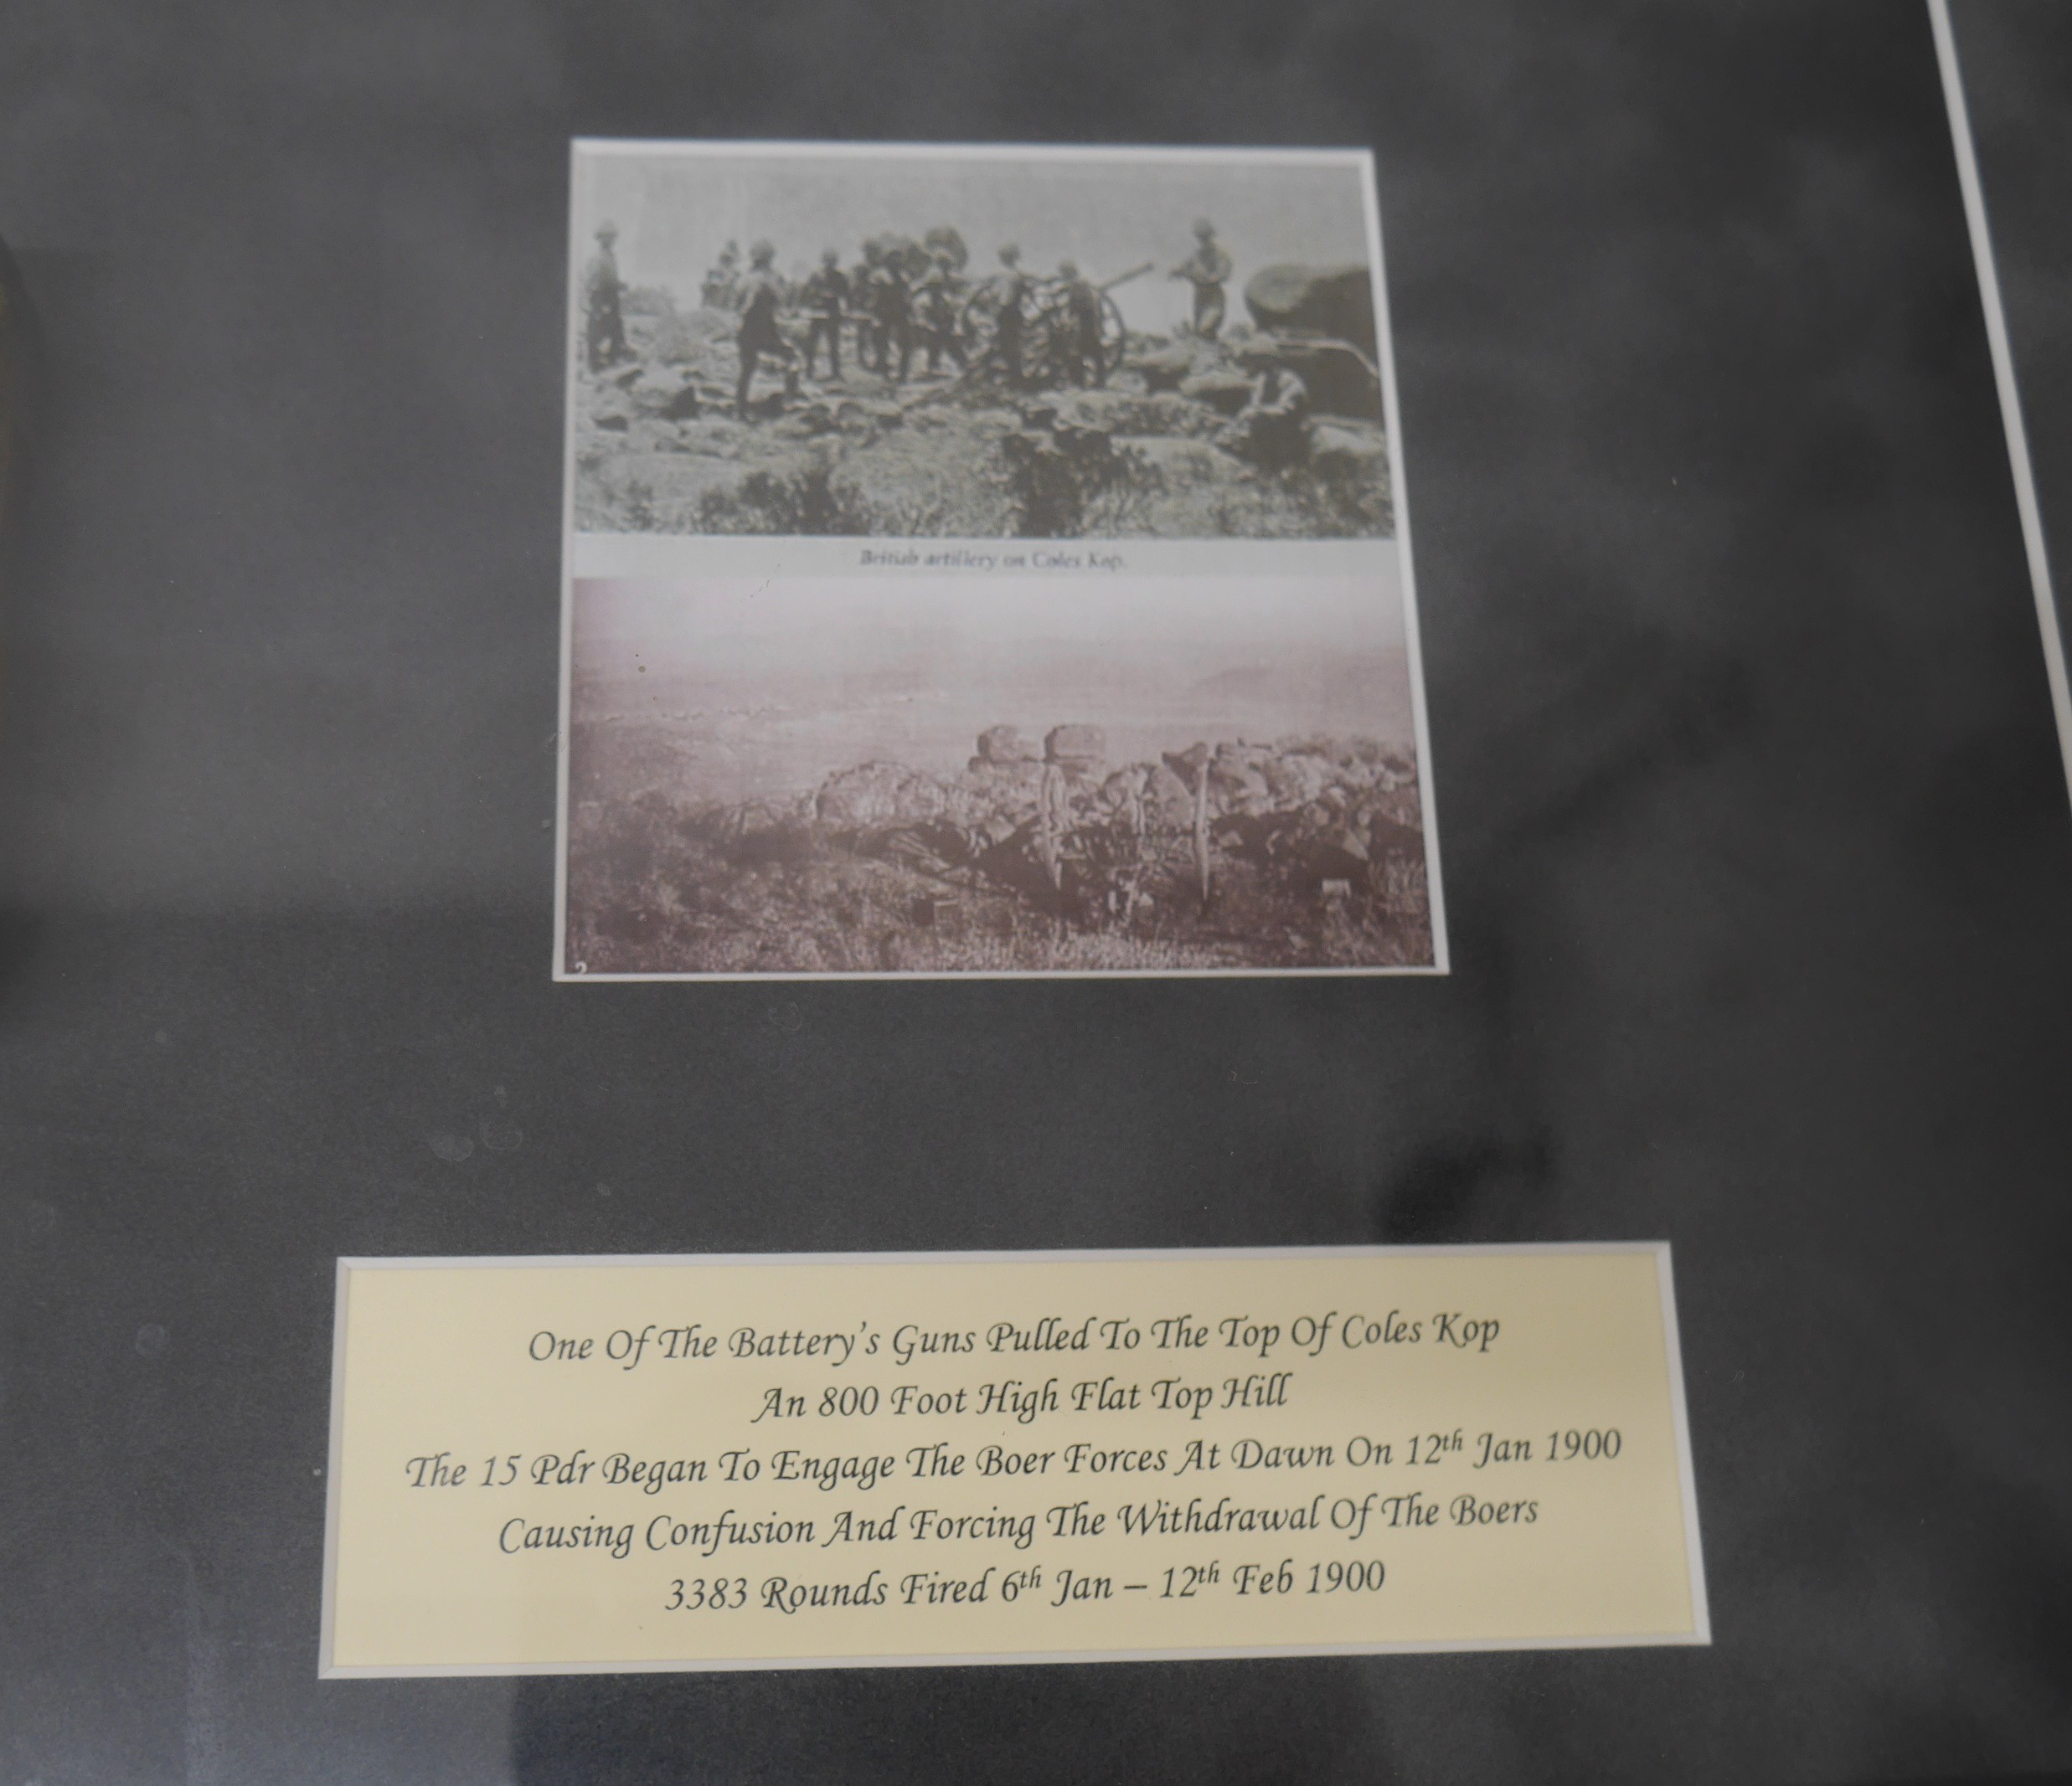 British artillery on Coles Kop.
2
One Of The Battery's Guns Pulled To The Top Of Coles Kop
An 800 Foot High Flat Top Hill
The 15 Pdr Began To Engage The Boer Forces At Dawn On 12th Jan 1900
Causing Confusion And Forcing The Withdrawal Of The Boers
3383 Rounds Fired 6th Jan – 12th Feb 1900